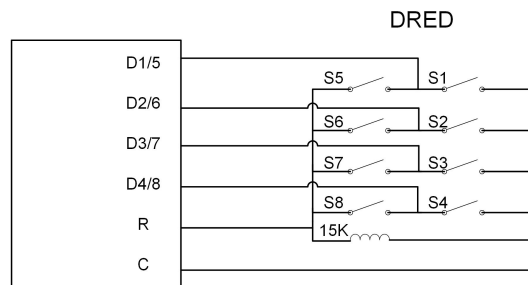 DRED
D1/5
S5 S1
D2/6
S6 S2
D3/7
S7 S3
D4/8
S8 S4
R
15K
C